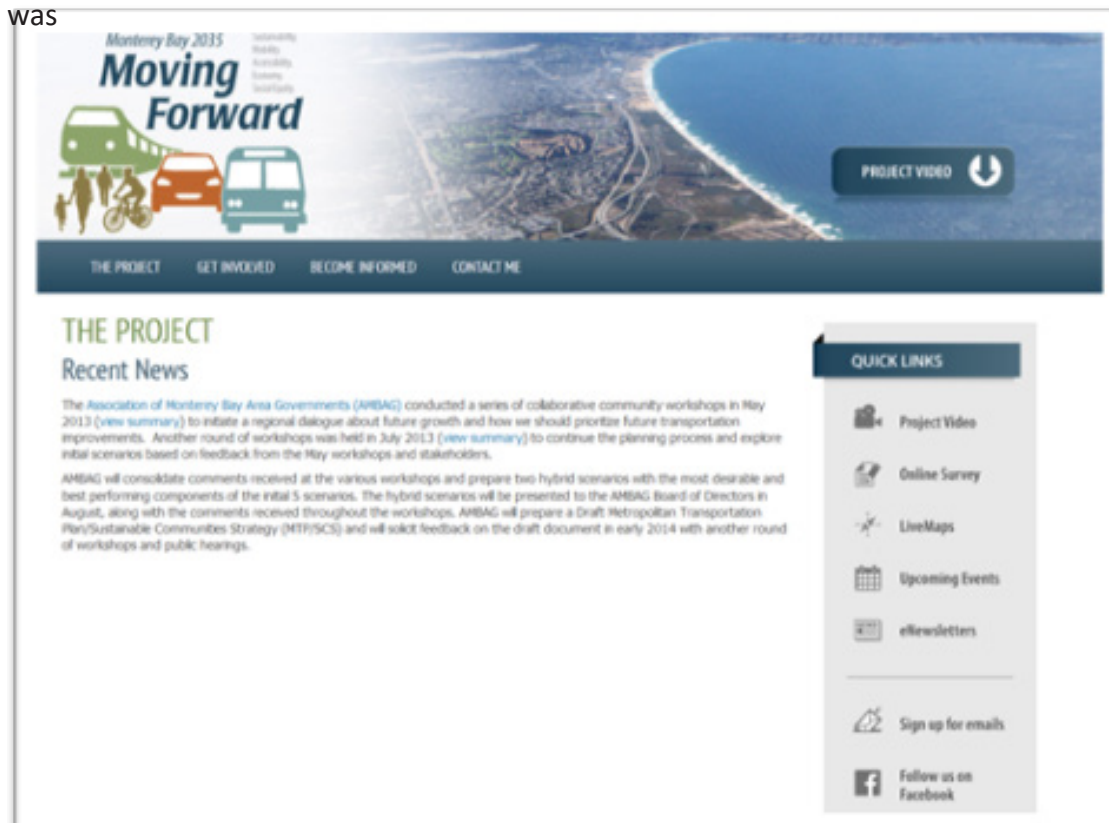 was
Monterey Bay 2035
Moving
Forward
Sustainability
Mobility
Accessibility
Economy
Social Equity
PROJECT VIDEO
THE PROJECT GET INVOLVED BECOME INFORMED CONTACT ME
THE PROJECT
Recent News
The Association of Monterey Bay Area Governments (AMBAG) conducted a series of collaborative community workshops in May
2013 (view summary) to initiate a regional dialogue about future growth and how we should prioritize future transportation
improvements. Another round of workshops was held in July 2013 (view summary) to continue the planning process and explore
initial scenarios based on feedback from the May workshops and stakeholders.
AMBAG will consolidate comments received at the various workshops and prepare two hybrid scenarios with the most desirable and
best performing components of the initial 5 scenarios. The hybrid scenarios will be presented to the AMBAG Board of Directors in
August, along with the comments received throughout the workshops. AMBAG will prepare a Draft Metropolitan Transportation
Plan/Sustainable Communities Strategy (MTP/SCS) and will solicit feedback on the draft document in early 2014 with another round
of workshops and public hearings.
QUICK LINKS
Project Video
Online Survey
LiveMaps
Upcoming Events
eNewsletters
Sign up for emails
Follow us on
Facebook